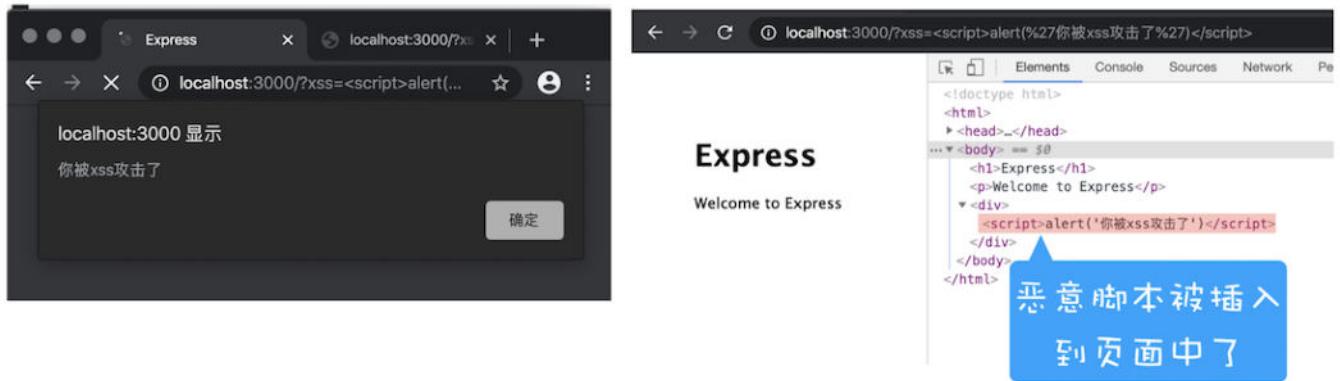 Express
localhost:3000/?xs
localhost:3000/?xss=<script>alert(...
localhost:3000 显示
你被xss攻击了
确定
localhost:3000/?xss=<script>alert(%27你被xss攻击了%27)</script>
Elements Console Sources Network Pe
Express
Welcome to Express
<!doctype html>
<html>
<head>…</head>
<body> == $0
<h1>Express</h1>
<p>Welcome to Express</p>
<div>
<script>alert('你被xss攻击了')</script>
</div>
</body>
</html>
恶意脚本被插入
到页面中了